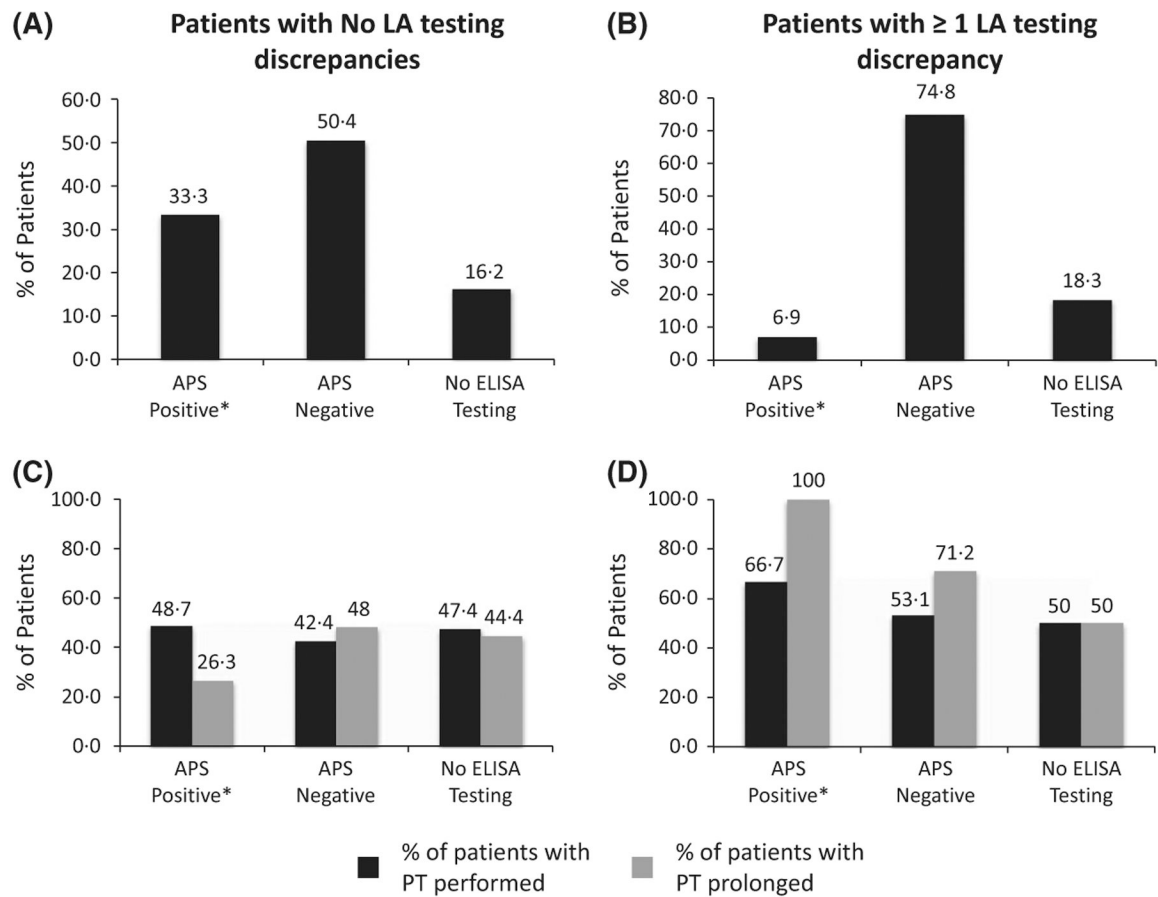 (A)
Patients with No LA testing
discrepancies
% of Patients
60·0
50·0
40·0
30·0
20·0
10·0
0·0
33·3
50·4
16·2
APS
Positive*
APS
Negative
No ELISA
Testing
(B)
Patients with ≥ 1 LA testing
discrepancy
% of Patients
80·0
70·0
60·0
50·0
40·0
30·0
20·0
10·0
0·0
6·9
74·8
18·3
APS
Positive*
APS
Negative
No ELISA
Testing
(C)
% of Patients
100·0
80·0
60·0
40·0
20·0
0·0
48·7
26·3
42·4
48
47·4
44·4
APS
Positive*
APS
Negative
No ELISA
Testing
(D)
% of Patients
100·0
80·0
60·0
40·0
20·0
0·0
66·7
100
53·1
71·2
50
50
APS
Positive*
APS
Negative
No ELISA
Testing
% of patients with
PT performed
% of patients with
PT prolonged